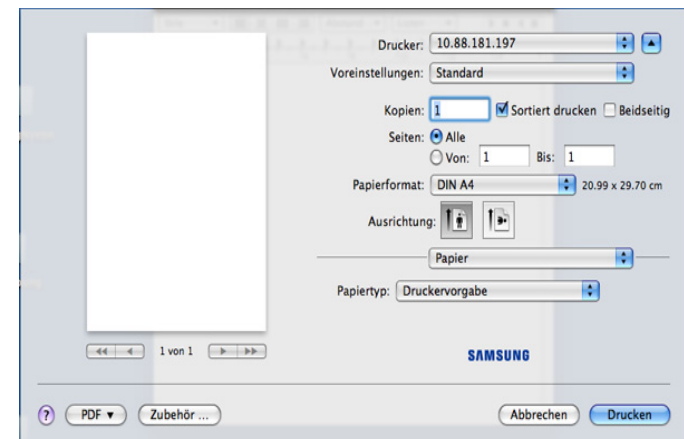 Drucker: 10.88.181.197
Voreinstellungen: Standard
Kopien: 1 Sortiert drucken Beidseitig
Seiten: Alle
Von: 1 Bis: 1
Papierformat: DIN A4 20.99 x 29.70 cm
Ausrichtung:
Papier
Papiertyp: Druckervorgabe
1 von 1
SAMSUNG
? PDF ▼ Zubehör ... Abbrechen Drucken